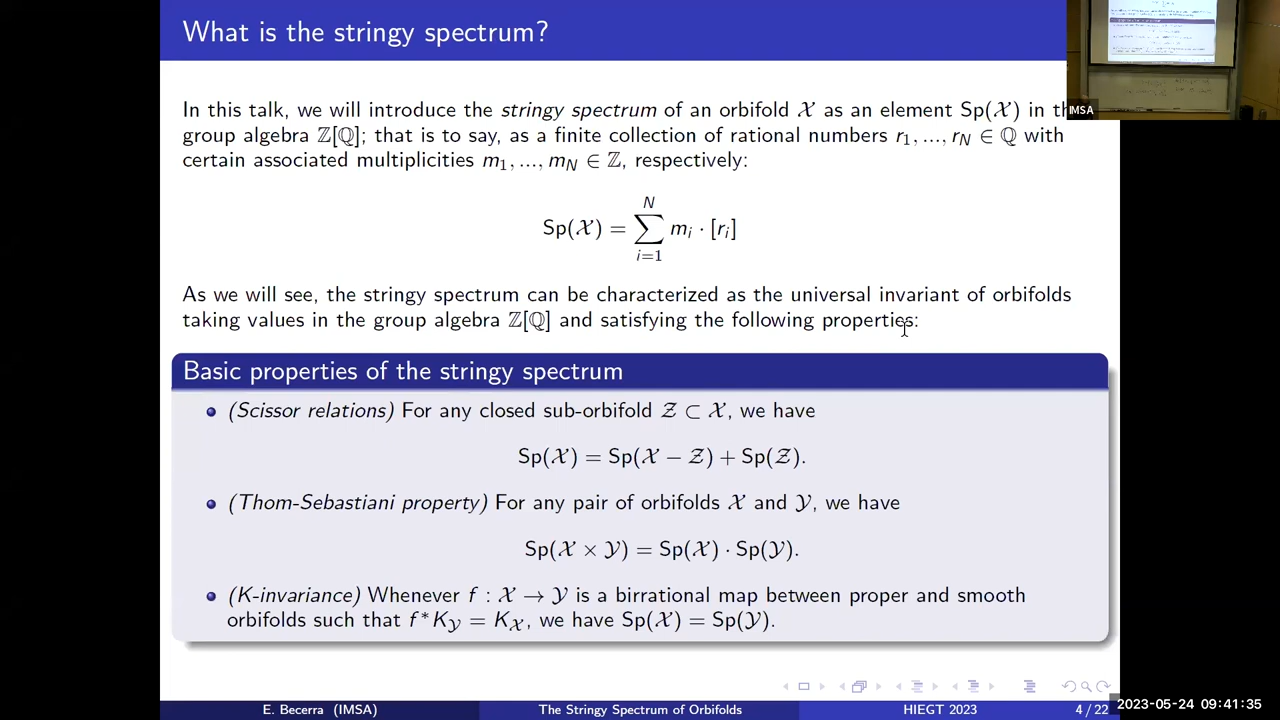 What is the stringy spectrum?
In this talk, we will introduce the stringy spectrum of an orbifold 𝒳 as an element Sp(𝒳) in th
group algebra ℤ[ℚ]; that is to say, as a finite collection of rational numbers r₁, ..., r_N ∈ ℚ with
certain associated multiplicities m₁, ..., m_N ∈ ℤ, respectively:
Sp(𝒳) = ∑_{i=1}^{N} mᵢ · [rᵢ]
As we will see, the stringy spectrum can be characterized as the universal invariant of orbifolds
taking values in the group algebra ℤ[ℚ] and satisfying the following properties:
Basic properties of the stringy spectrum
(Scissor relations) For any closed sub-orbifold 𝒵 ⊂ 𝒳, we have
Sp(𝒳) = Sp(𝒳 − 𝒵) + Sp(𝒵).
(Thom-Sebastiani property) For any pair of orbifolds 𝒳 and 𝒴, we have
Sp(𝒳 × 𝒴) = Sp(𝒳) · Sp(𝒴).
(K-invariance) Whenever f : 𝒳 → 𝒴 is a birrational map between proper and smooth
orbifolds such that f*K_𝒴 = K_𝒳, we have Sp(𝒳) = Sp(𝒴).
E. Becerra (IMSA) The Stringy Spectrum of Orbifolds HIEGT 2023 4 / 22
IMSA
2023-05-24 09:41:35